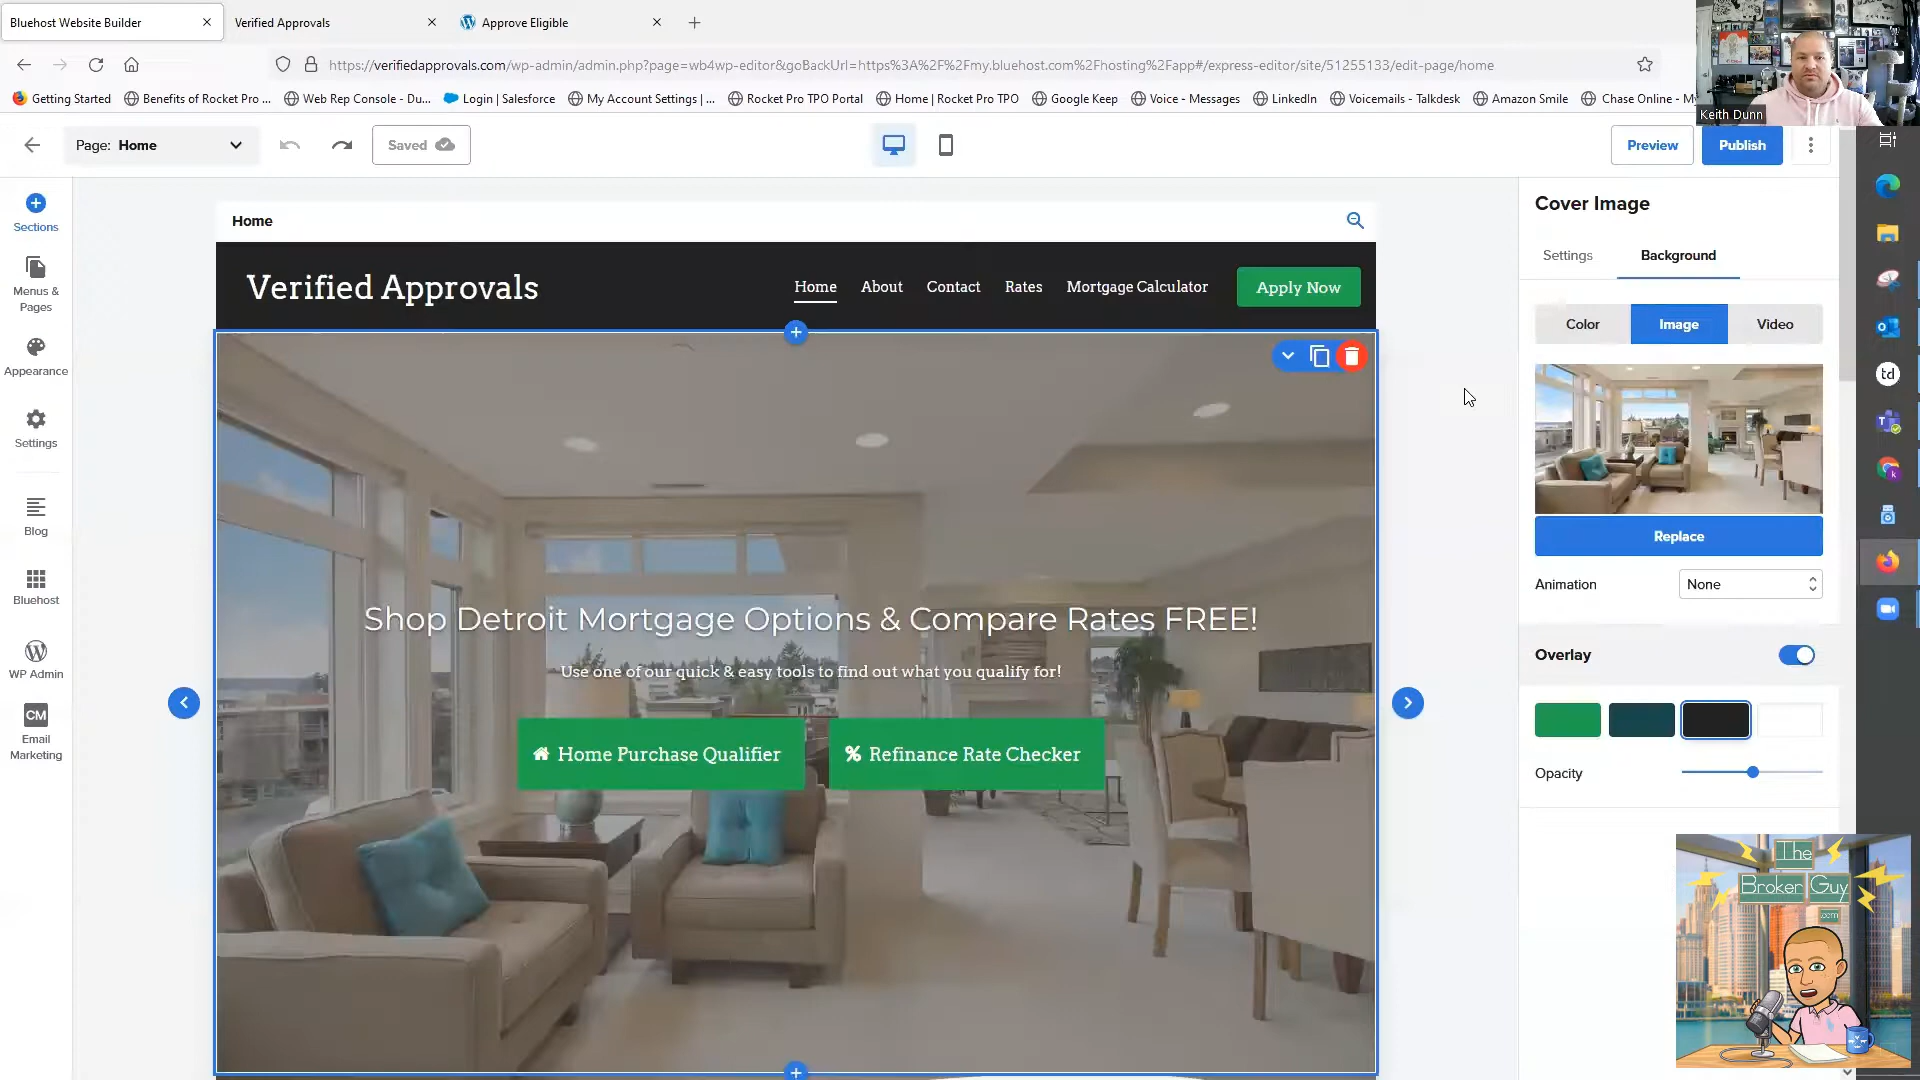 Bluehost Website Builder
Verified Approvals
Approve Eligible
https://verifiedapprovals.com/wp-admin/admin.php?page=wb4wp-editor&goBackUrl=https%3A%2F%2Fmy.bluehost.com%2Fhosting%2Fapp#/express-editor/site/51255133/edit-page/home
Getting Started
Benefits of Rocket Pro ...
Web Rep Console - Du...
Login | Salesforce
My Account Settings | ...
Rocket Pro TPO Portal
Home | Rocket Pro TPO
Google Keep
Voice - Messages
LinkedIn
Voicemails - Talkdesk
Amazon Smile
Chase Online - My
Keith Dunn
Page: Home
Saved
Preview
Publish
Sections
Menus &
Pages
Appearance
Settings
Blog
Bluehost
WP Admin
CM
Email
Marketing
Home
Verified Approvals
Home
About
Contact
Rates
Mortgage Calculator
Apply Now
Shop Detroit Mortgage Options & Compare Rates FREE!
Use one of our quick & easy tools to find out what you qualify for!
Home Purchase Qualifier
% Refinance Rate Checker
Cover Image
Settings
Background
Color
Image
Video
Replace
Animation
None
Overlay
Opacity
td
The
Broker Guy
.com